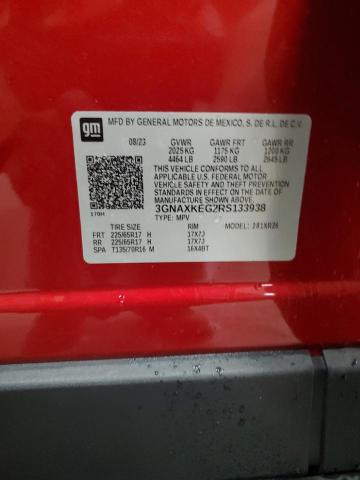 gm MFD BY GENERAL MOTORS DE MEXICO, S. DE R.L. DE C.V.
08/23 GVWR GAWR FRT GAWR RR
2025 KG 1175 KG 1200 KG
4464 LB 2590 LB 2645 LB
THIS VEHICLE CONFORMS TO ALL
APPLICABLE U.S. FEDERAL MOTOR
VEHICLE SAFETY AND THEFT PREVENTION
STANDARDS IN EFFECT ON THE DATE OF
MANUFACTURE SHOWN ABOVE.
3GNAXKEG2RS133938
170H TYPE: MPV MODEL: 281XR26
TIRE SIZE RIM
FRT 225/65R17 H 17X7J
RR 225/65R17 H 17X7J
SPA T135/70R16 M 16X4BT